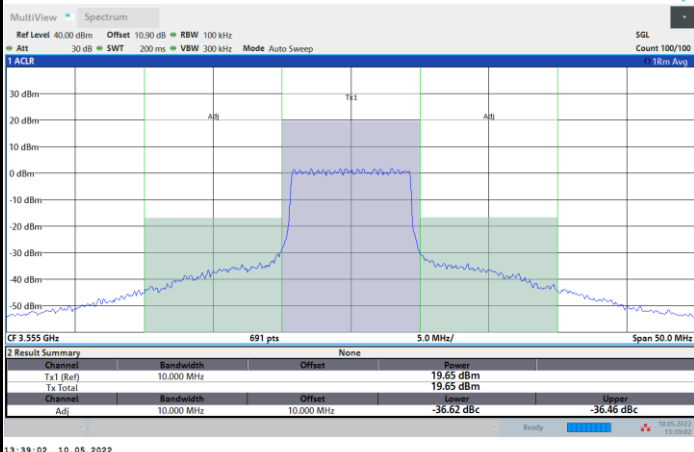 MultiView Spectrum
Ref Level 40.00 dBm Offset 10.90 dB RBW 100 kHz SGL
Att 30 dB SWT 200 ms VBW 300 kHz Mode Auto Sweep Count 100/100
1 ACLR 1Rm Avg
30 dBm
Tx1
20 dBm
Adj Adj
10 dBm
0 dBm
-10 dBm
-20 dBm
-30 dBm
-40 dBm
-50 dBm
CF 3.555 GHz 691 pts 5.0 MHz/ Span 50.0 MHz
2 Result Summary None
Channel Bandwidth Offset Power
Tx1 (Ref) 10.000 MHz 19.65 dBm
Tx Total 19.65 dBm
Channel Bandwidth Offset Lower Upper
Adj 10.000 MHz 10.000 MHz -36.62 dBc -36.46 dBc
Ready 10.05.2022
13:39:02
13:39:02 10.05.2022